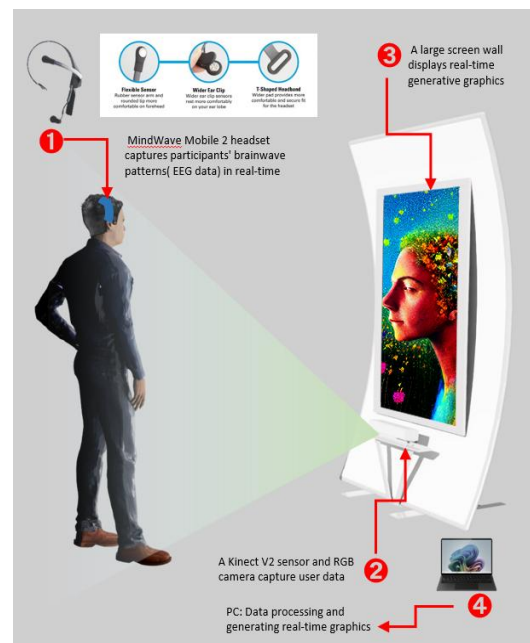 Flexible Sensor
Rubber sensor arm and
rounded tip more
comfortable on forehead
Wider Ear Clip
Wider ear clip sensors
rest more comfortably
on your ear lobe
T-Shaped Headband
Wider pad provides more
comfortable and secure fit
for the headset
1
MindWave Mobile 2 headset
captures participants' brainwave
patterns( EEG data) in real-time
3
A large screen wall
displays real-time
generative graphics
A Kinect V2 sensor and RGB
camera capture user data
2
4
PC: Data processing and
generating real-time graphics